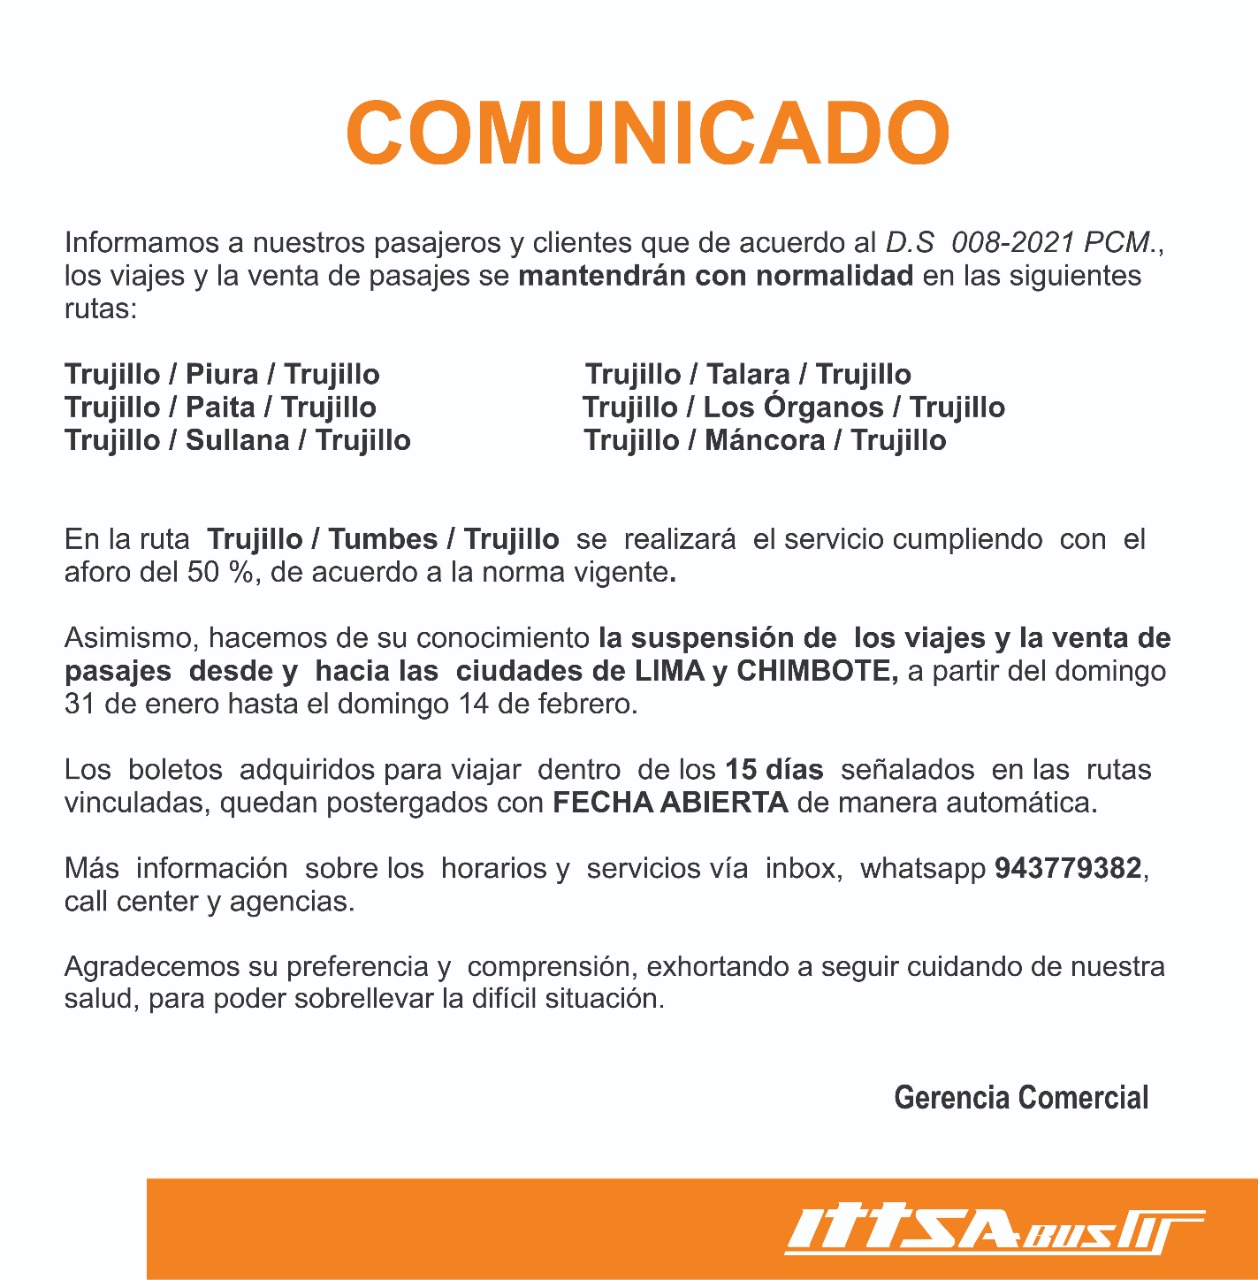 COMUNICADO
Informamos a nuestros pasajeros y clientes que de acuerdo al D.S 008-2021 PCM.,
los viajes y la venta de pasajes se mantendrán con normalidad en las siguientes
rutas:
Trujillo / Piura / Trujillo
Trujillo / Paita / Trujillo
Trujillo / Sullana / Trujillo
Trujillo / Talara / Trujillo
Trujillo / Los Órganos / Trujillo
Trujillo / Máncora / Trujillo
En la ruta Trujillo / Tumbes / Trujillo se realizará el servicio cumpliendo con el
aforo del 50 %, de acuerdo a la norma vigente.
Asimismo, hacemos de su conocimiento la suspensión de los viajes y la venta de
pasajes desde y hacia las ciudades de LIMA y CHIMBOTE, a partir del domingo
31 de enero hasta el domingo 14 de febrero.
Los boletos adquiridos para viajar dentro de los 15 días señalados en las rutas
vinculadas, quedan postergados con FECHA ABIERTA de manera automática.
Más información sobre los horarios y servicios vía inbox, whatsapp 943779382,
call center y agencias.
Agradecemos su preferencia y comprensión, exhortando a seguir cuidando de nuestra
salud, para poder sobrellevar la difícil situación.
Gerencia Comercial
ITTSA BUS